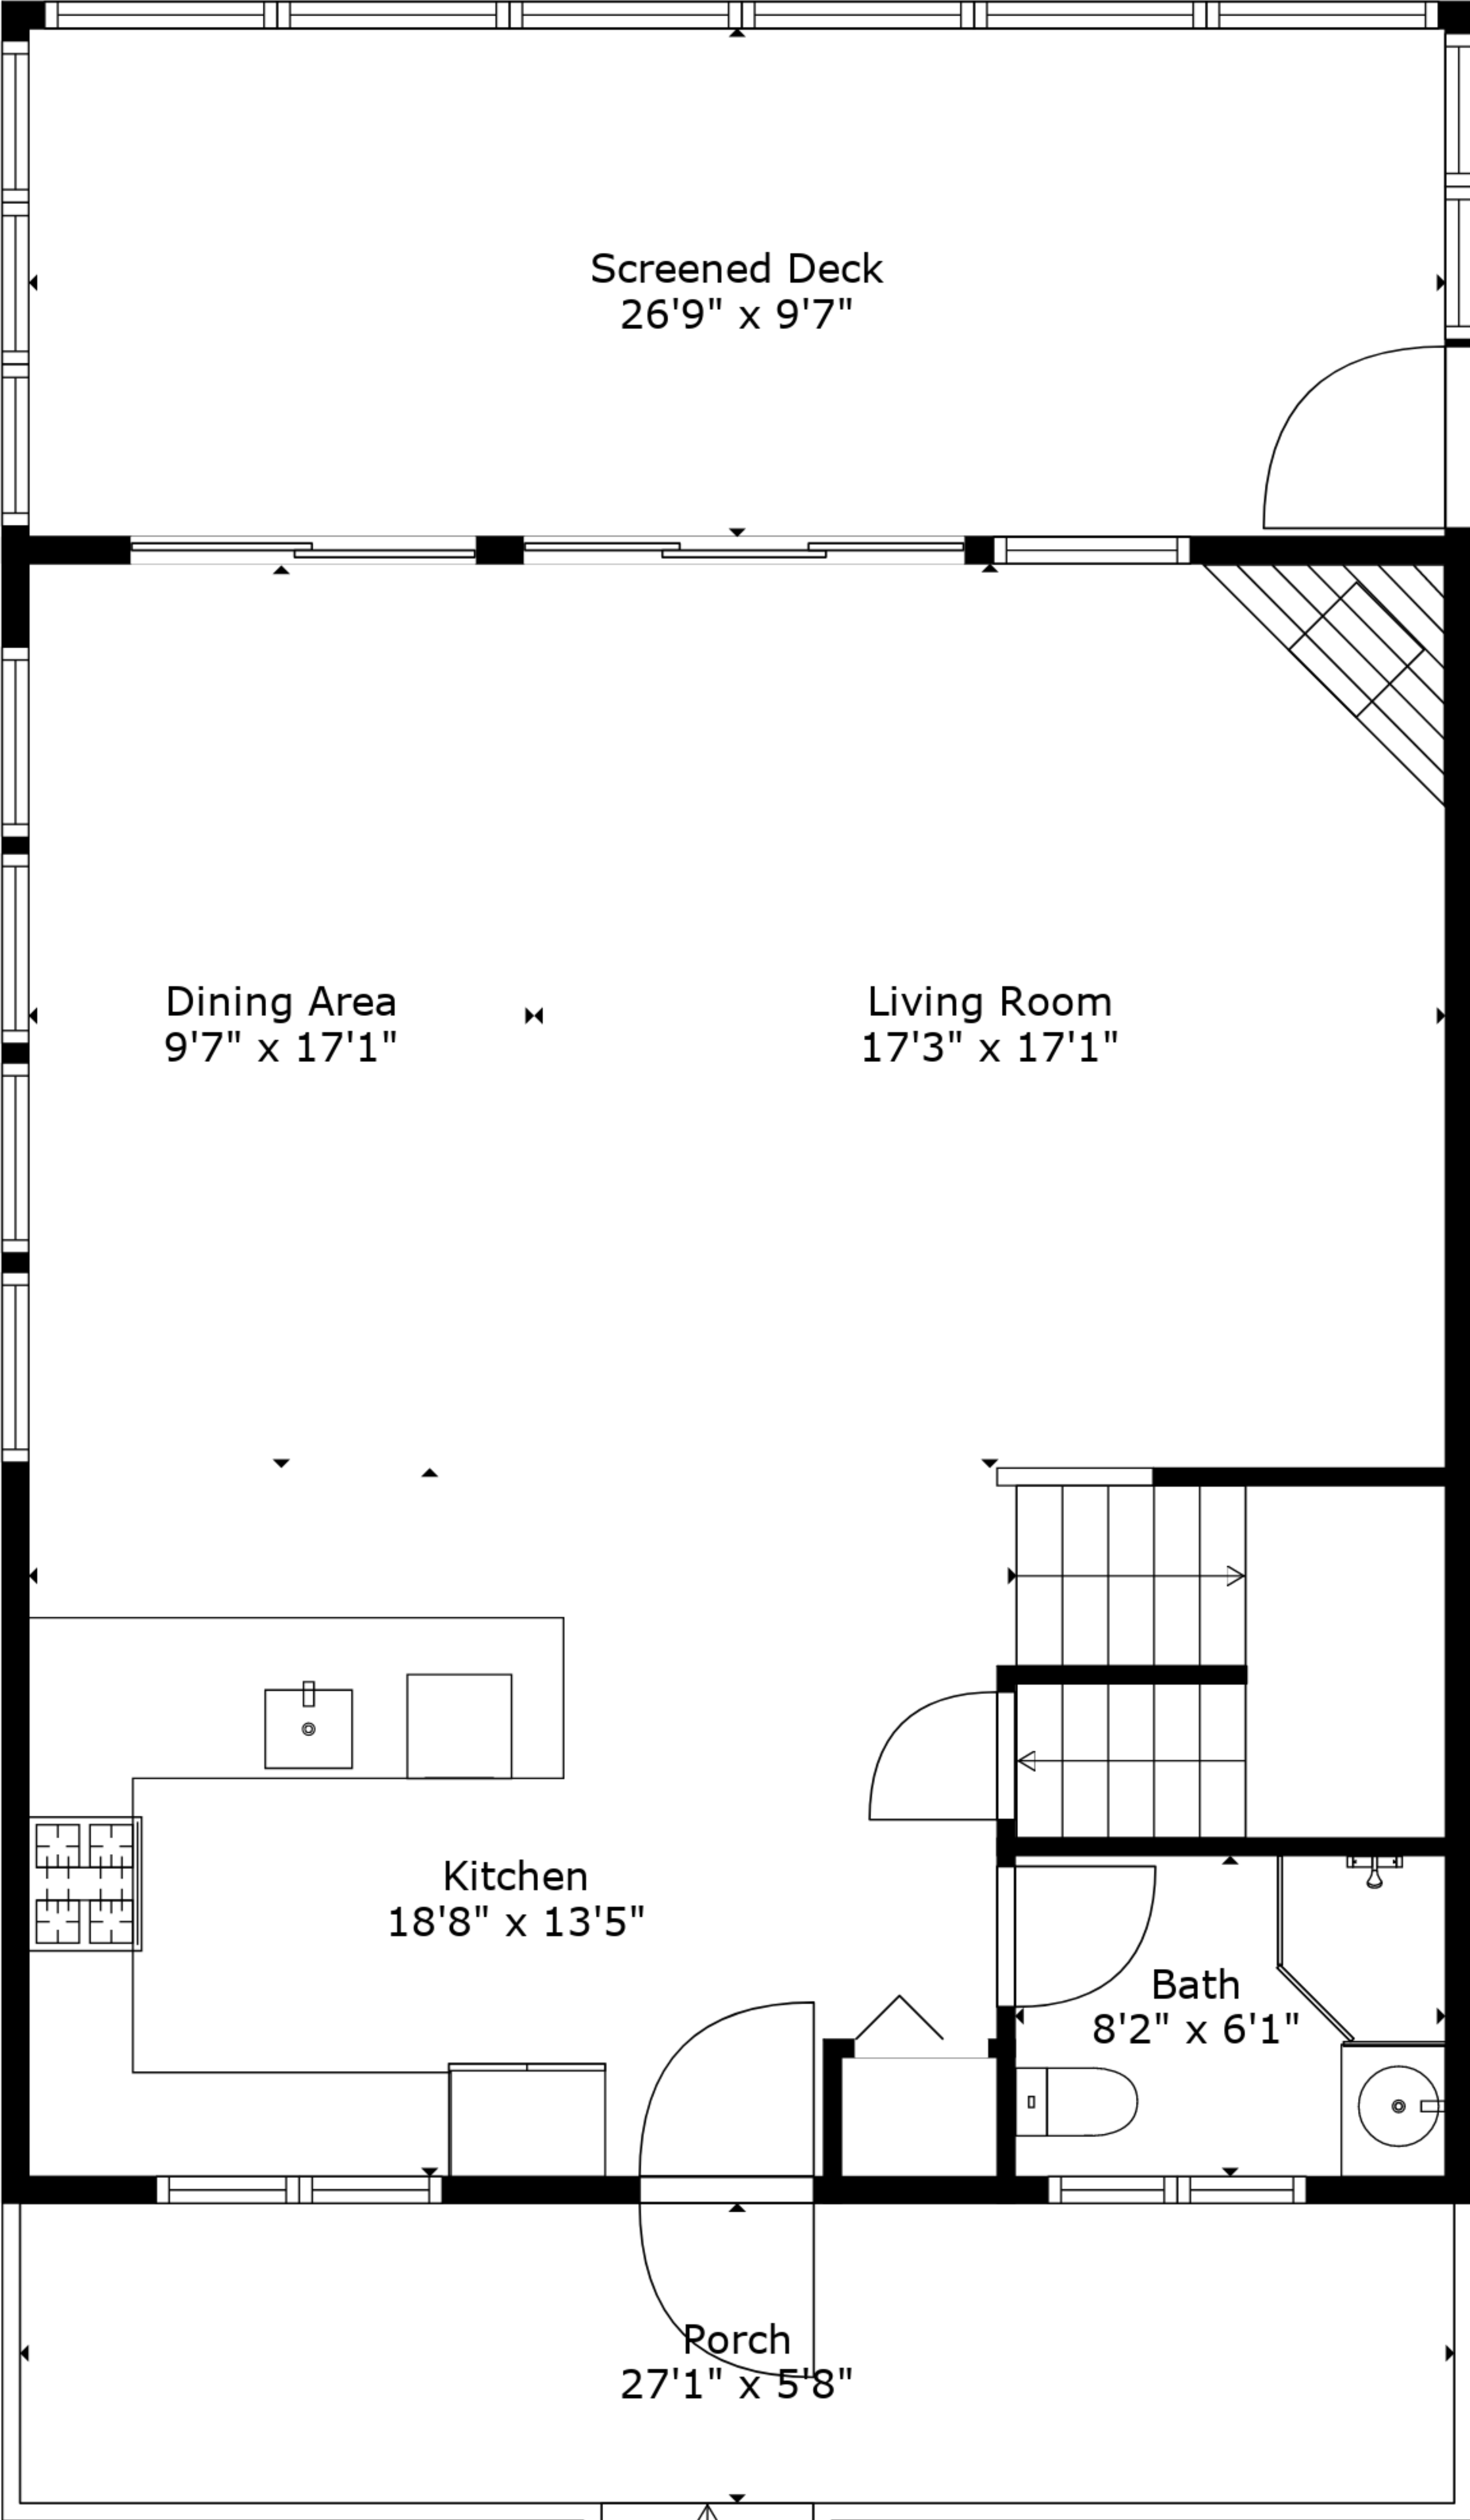 Screened Deck
26'9" x 9'7"
Dining Area
9'7" x 17'1"
Living Room
17'3" x 17'1"
Kitchen
18'8" x 13'5"
Bath
8'2" x 6'1"
Porch
27'1" x 5'8"